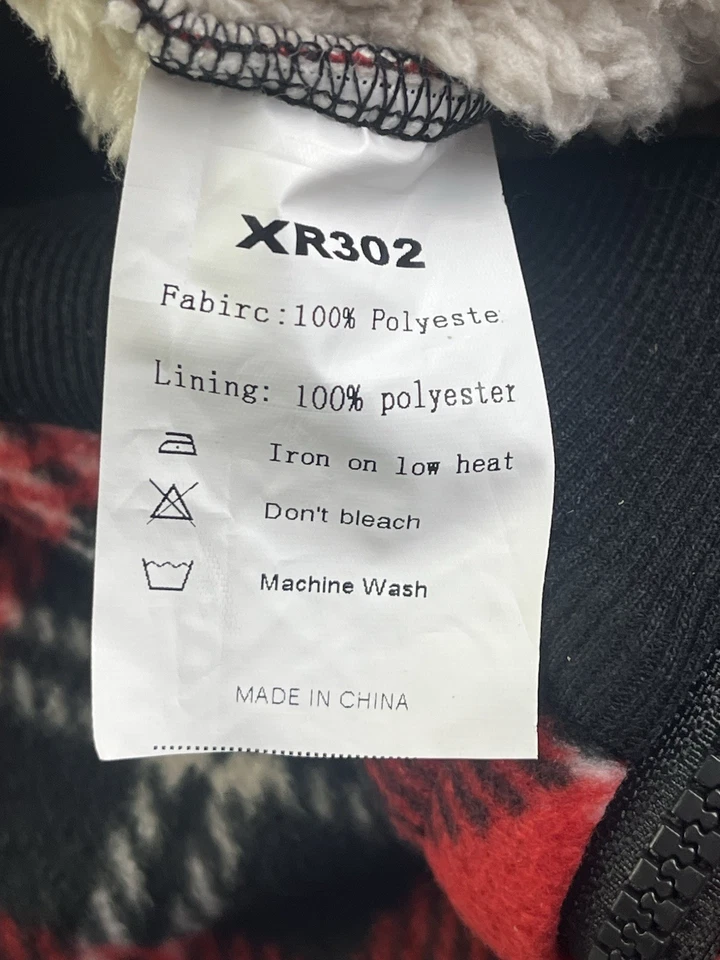 XR302
Fabirc:100% Polyeste
Lining: 100% polyester
Iron on low heat
Don't bleach
Machine Wash
MADE IN CHINA